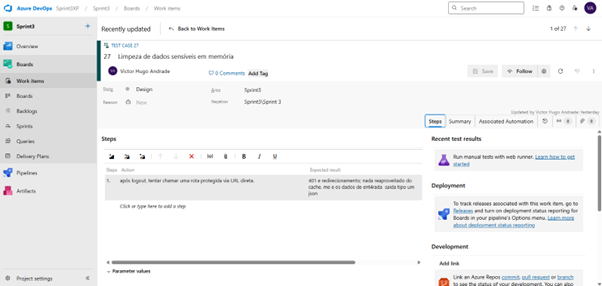 Azure DevOps Sprint3XP / Sprint3 / Boards / Work items
Search
VA
S Sprint3 +
Overview
Boards
Work items
Boards
Backlogs
Sprints
Queries
Delivery Plans
Pipelines
Artifacts
Project settings
Recently updated
Back to Work Items
1 of 27
TEST CASE 27
27 Limpeza de dados sensíveis em memória
VA Victor Hugo Andrade
0 Comments Add Tag
Save
Follow
Design
Area Sprint3
Reason New
Iteration Sprint3\Sprint 3
Updated by Victor Hugo Andrade: Yesterday
Steps Summary Associated Automation
0
0
Steps
B I U
Steps Action Expected result
1. após logout, tentar chamar uma rota protegida via URL direta.
401 e redirecionamento; nada reaproveitado do
cache, me e os dados de ent4rada saida tipo um
json
Click or type here to add a step
Parameter values
Recent test results
Run manual tests with web runner. Learn how to get
started
Deployment
To track releases associated with this work item, go to
Releases and turn on deployment status reporting for
Boards in your pipeline's Options menu. Learn more
about deployment status reporting
Development
Add link
Link an Azure Repos commit, pull request or branch
to see the status of your development. You can also